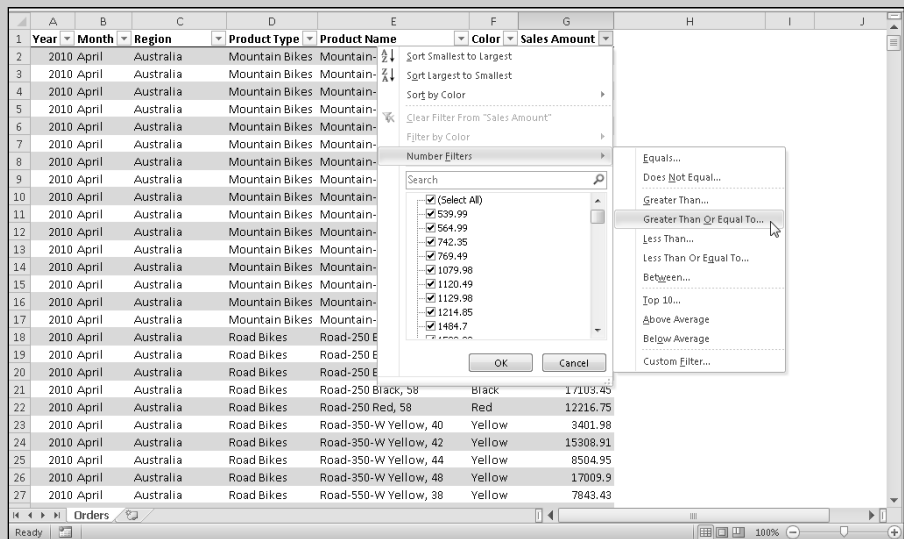 A B C D E F G H I J
1 Year Month Region Product Type Product Name Color Sales Amount
2 2010 April Australia Mountain Bikes Mountain-
3 2010 April Australia Mountain Bikes Mountain-
4 2010 April Australia Mountain Bikes Mountain-
5 2010 April Australia Mountain Bikes Mountain-
6 2010 April Australia Mountain Bikes Mountain-
7 2010 April Australia Mountain Bikes Mountain-
8 2010 April Australia Mountain Bikes Mountain-
9 2010 April Australia Mountain Bikes Mountain-
10 2010 April Australia Mountain Bikes Mountain-
11 2010 April Australia Mountain Bikes Mountain-
12 2010 April Australia Mountain Bikes Mountain-
13 2010 April Australia Mountain Bikes Mountain-
14 2010 April Australia Mountain Bikes Mountain-
15 2010 April Australia Mountain Bikes Mountain-
16 2010 April Australia Mountain Bikes Mountain-
17 2010 April Australia Mountain Bikes Mountain-
18 2010 April Australia Road Bikes Road-250 B
19 2010 April Australia Road Bikes Road-250 B
20 2010 April Australia Road Bikes Road-250 B
21 2010 April Australia Road Bikes Road-250 Black, 58 Black 17103.45
22 2010 April Australia Road Bikes Road-250 Red, 58 Red 12216.75
23 2010 April Australia Road Bikes Road-350-W Yellow, 40 Yellow 3401.98
24 2010 April Australia Road Bikes Road-350-W Yellow, 42 Yellow 15308.91
25 2010 April Australia Road Bikes Road-350-W Yellow, 44 Yellow 8504.95
26 2010 April Australia Road Bikes Road-350-W Yellow, 48 Yellow 17009.9
27 2010 April Australia Road Bikes Road-550-W Yellow, 38 Yellow 7843.43
Sort Smallest to Largest
Sort Largest to Smallest
Sort by Color
Clear Filter From "Sales Amount"
Filter by Color
Number Filters
Search
(Select All)
539.99
564.99
742.35
769.49
1079.98
1120.49
1129.98
1214.85
1484.7
OK Cancel
Equals...
Does Not Equal...
Greater Than...
Greater Than Or Equal To...
Less Than...
Less Than Or Equal To...
Between...
Top 10...
Above Average
Below Average
Custom Filter...
Orders
Ready 100%